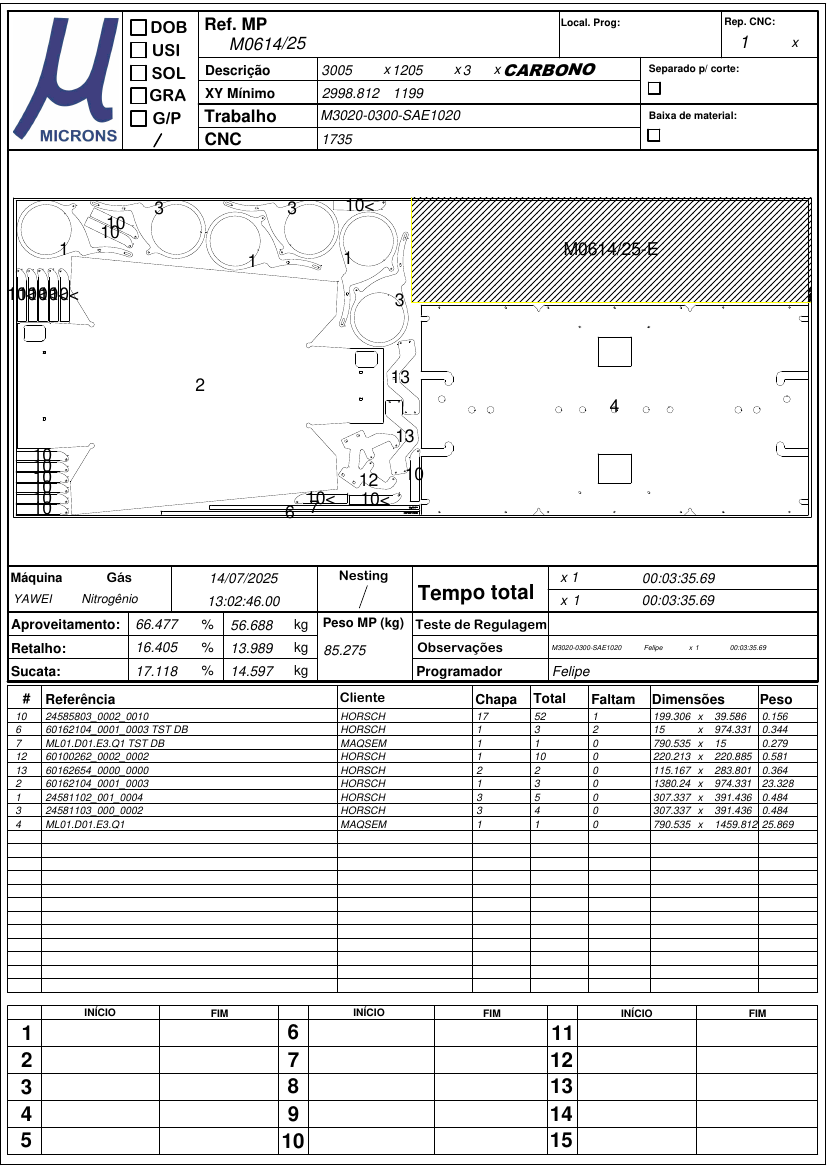 µ
MICRONS
DOB
USI
SOL
GRA
G/P
/
Ref. MP
M0614/25
Local. Prog:
Rep. CNC:
1 x
Descrição 3005 x 1205 x 3 x CARBONO
XY Mínimo 2998.812 1199
Trabalho M3020-0300-SAE1020
CNC 1735
Separado p/ corte:
Baixa de material:
3 3 10<
10
10
1 1 1
M0614/25-E
10<
3
2
13
4
13
10
10
10
10
10
10
12
10
10< 10<
6 7
Máquina Gás 14/07/2025 Nesting Tempo total x 1 00:03:35.69
YAWEI Nitrogênio 13:02:46.00 / x 1 00:03:35.69
Aproveitamento: 66.477 % 56.688 kg Peso MP (kg) Teste de Regulagem
Retalho: 16.405 % 13.989 kg 85.275 Observações M3020-0300-SAE1020 Felipe x 1 00:03:35.69
Sucata: 17.118 % 14.597 kg Programador Felipe
# Referência Cliente Chapa Total Faltam Dimensões Peso
10 24585803_0002_0010 HORSCH 17 52 1 199.306 x 39.586 0.156
6 60162104_0001_0003 TST DB HORSCH 1 3 2 15 x 974.331 0.344
7 ML01.D01.E3.Q1 TST DB MAQSEM 1 1 0 790.535 x 15 0.279
12 60100262_0002_0002 HORSCH 1 10 0 220.213 x 220.885 0.581
13 60162654_0000_0000 HORSCH 2 2 0 115.167 x 283.801 0.364
2 60162104_0001_0003 HORSCH 1 3 0 1380.24 x 974.331 23.328
1 24581102_001_0004 HORSCH 3 5 0 307.337 x 391.436 0.484
3 24581103_000_0002 HORSCH 3 4 0 307.337 x 391.436 0.484
4 ML01.D01.E3.Q1 MAQSEM 1 1 0 790.535 x 1459.812 25.869
INÍCIO FIM INÍCIO FIM INÍCIO FIM
1 6 11
2 7 12
3 8 13
4 9 14
5 10 15